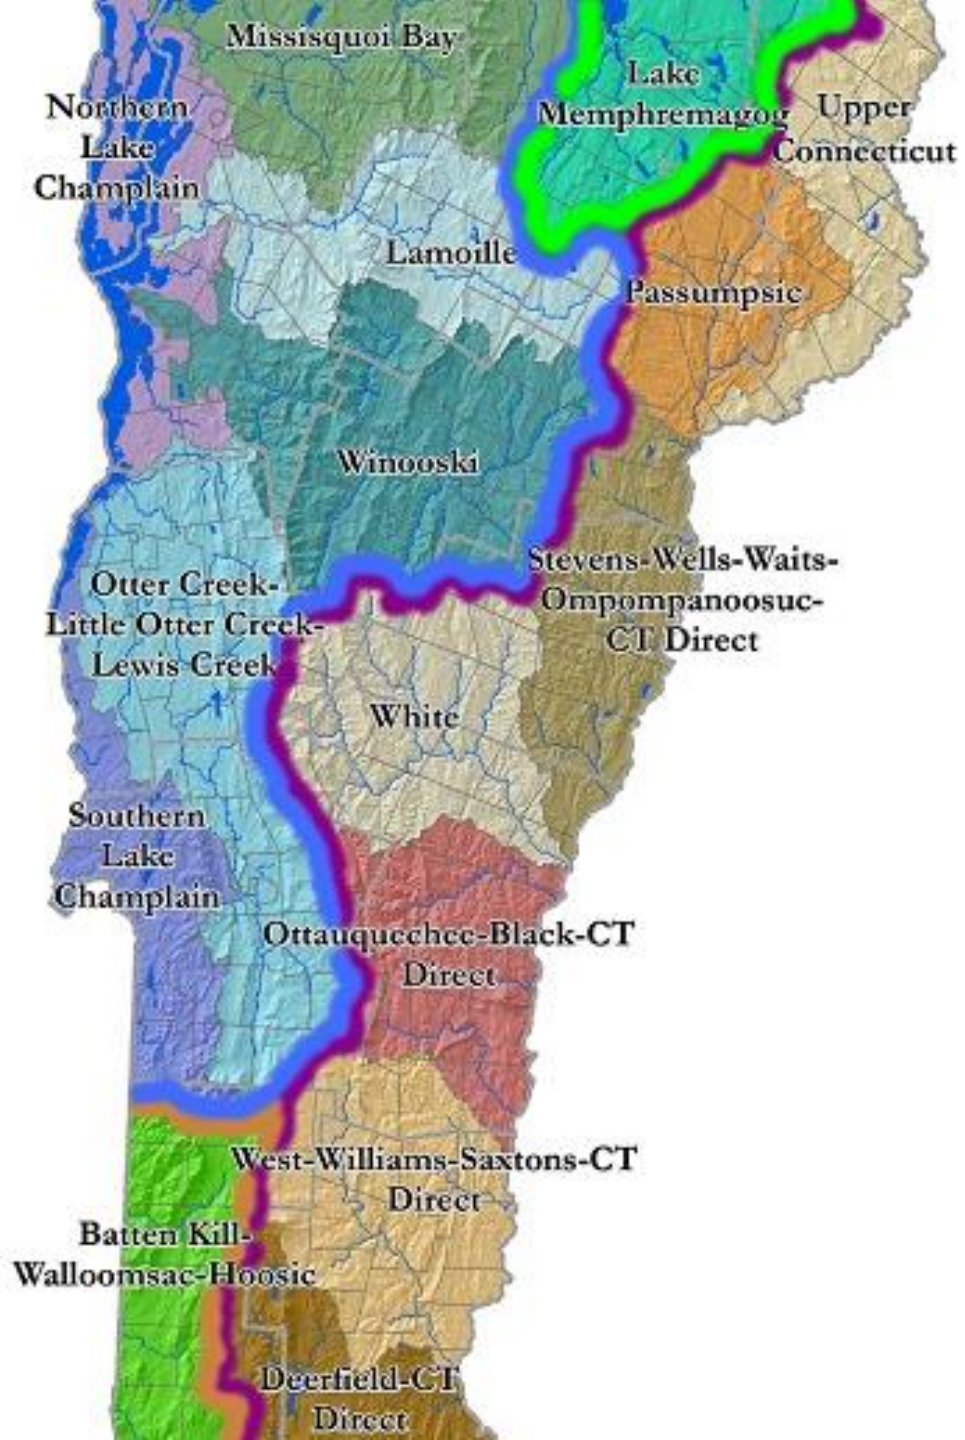 Missisquoi Bay
Lake
Memphremagog
Northern
Lake
Champlain
Upper
Connecticut
Lamoille
Passumpsic
Winooski
Stevens-Wells-Waits-
Ompompanoosuc-
CT Direct
Otter Creek-
Little Otter Creek-
Lewis Creek
White
Southern
Lake
Champlain
Ottauquechee-Black-CT
Direct
West-Williams-Saxtons-CT
Direct
Batten Kill-
Walloomsac-Hoosic
Deerfield-CT
Direct